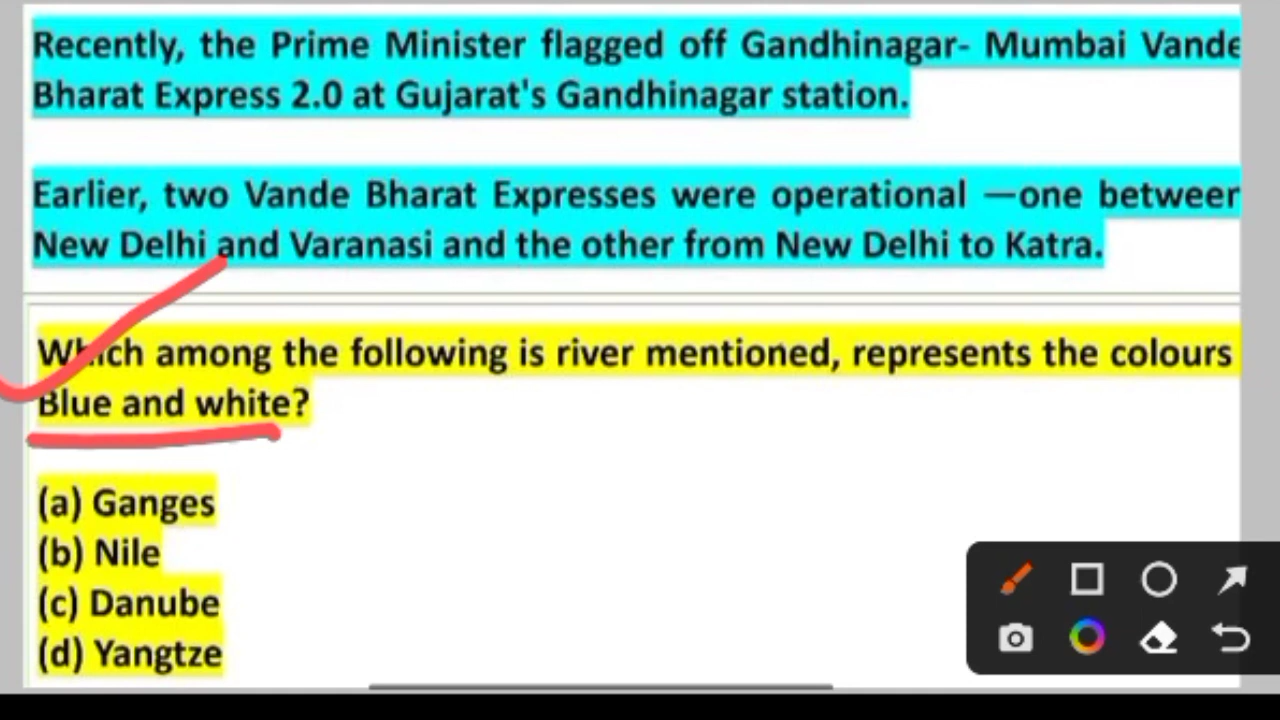 Recently, the Prime Minister flagged off Gandhinagar- Mumbai Vande
Bharat Express 2.0 at Gujarat's Gandhinagar station.
Earlier, two Vande Bharat Expresses were operational —one between
New Delhi and Varanasi and the other from New Delhi to Katra.
Which among the following is river mentioned, represents the colours
Blue and white?
(a) Ganges
(b) Nile
(c) Danube
(d) Yangtze